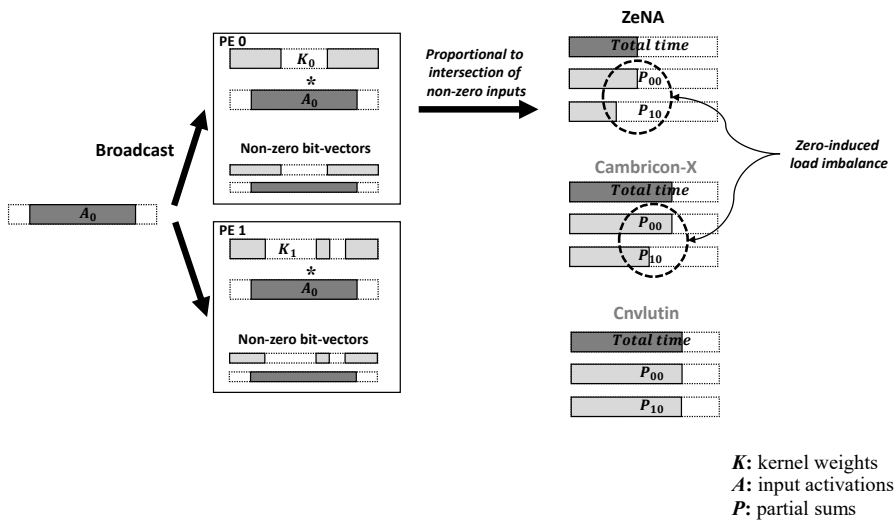 Broadcast
A₀
PE 0
K₀
*
A₀
Non-zero bit-vectors
PE 1
K₁
*
A₀
Non-zero bit-vectors
Proportional to
intersection of
non-zero inputs
ZeNA
Total time
P₀₀
P₁₀
Cambricon-X
Total time
P₀₀
P₁₀
Cnvlutin
Total time
P₀₀
P₁₀
Zero-induced
load imbalance
K: kernel weights
A: input activations
P: partial sums